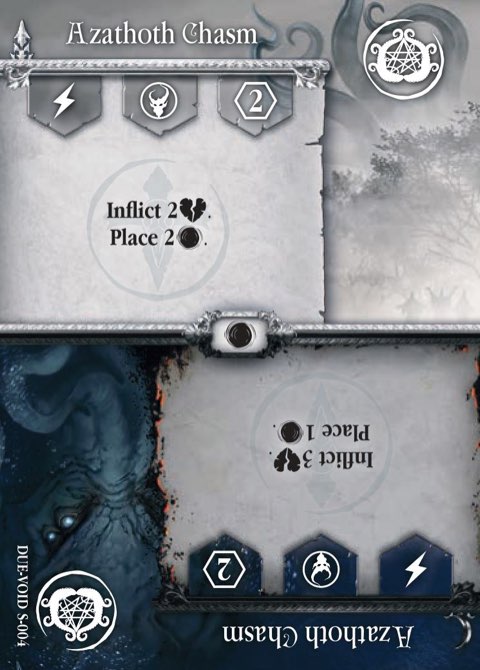 Azathoth Chasm
2
Inflict 2.
Place 2.
Inflict 3.
Place 1.
2
Azathoth Chasm
DUE-VOID S-004